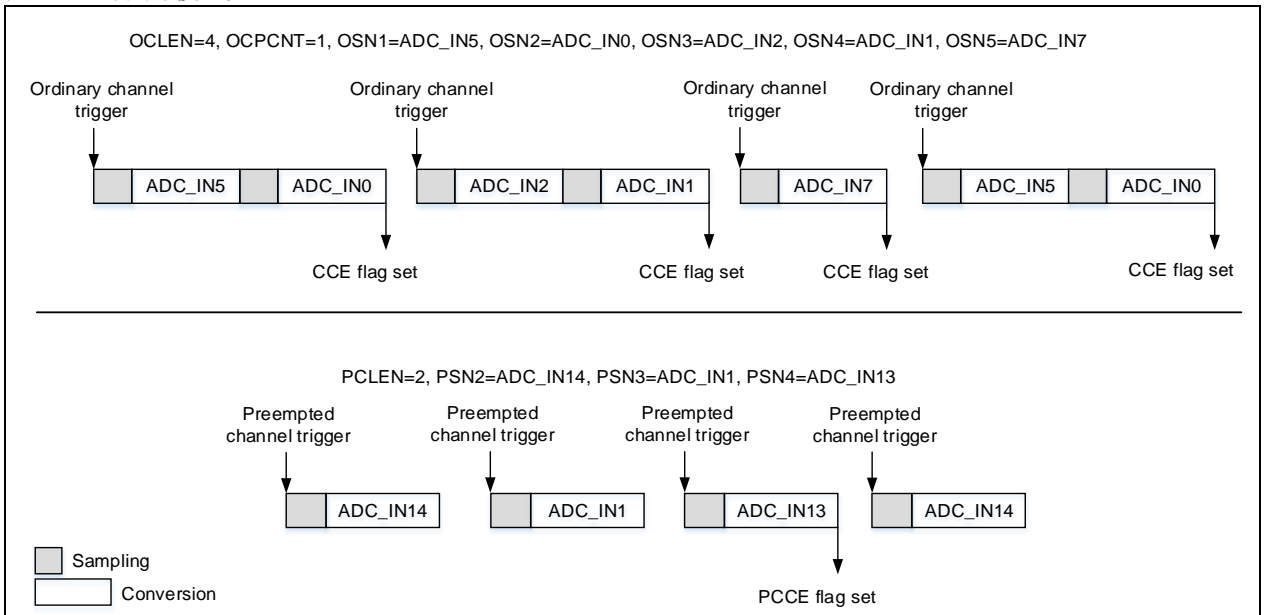 OCLEN=4, OCPCNT=1, OSN1=ADC_IN5, OSN2=ADC_IN0, OSN3=ADC_IN2, OSN4=ADC_IN1, OSN5=ADC_IN7
Ordinary channel trigger
Ordinary channel trigger
Ordinary channel trigger
Ordinary channel trigger
ADC_IN5 ADC_IN0 ADC_IN2 ADC_IN1 ADC_IN7 ADC_IN5 ADC_IN0
CCE flag set CCE flag set CCE flag set CCE flag set
PCLEN=2, PSN2=ADC_IN14, PSN3=ADC_IN1, PSN4=ADC_IN13
Preempted channel trigger
Preempted channel trigger
Preempted channel trigger
Preempted channel trigger
ADC_IN14 ADC_IN1 ADC_IN13 ADC_IN14
Sampling
Conversion
PCCE flag set